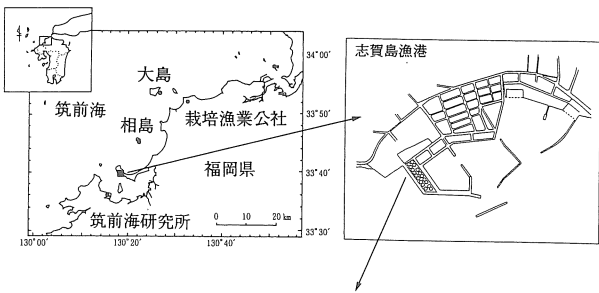 大島
筑前海
相島
栽培漁業公社
福岡県
筑前海研究所
0 10 20 km
34°00′
33°50′
33°40′
33°30′
130°00′ 130°20′ 130°40′
志賀島漁港